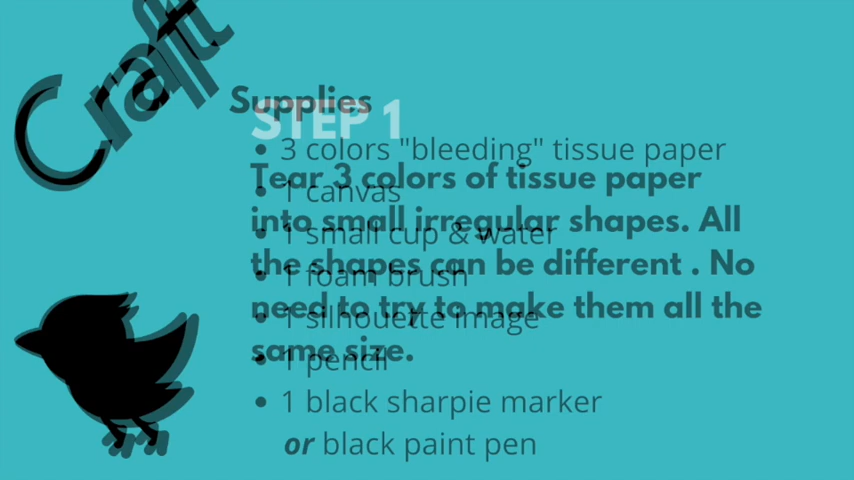 Craft
Supplies
• 3 colors "bleeding" tissue paper
• 1 canvas
• 1 small cup & water
• 1 foam brush
• 1 silhouette image
• 1 pencil
• 1 black sharpie marker
or black paint pen
STEP 1
Tear 3 colors of tissue paper
into small irregular shapes. All
the shapes can be different . No
need to try to make them all the
same size.